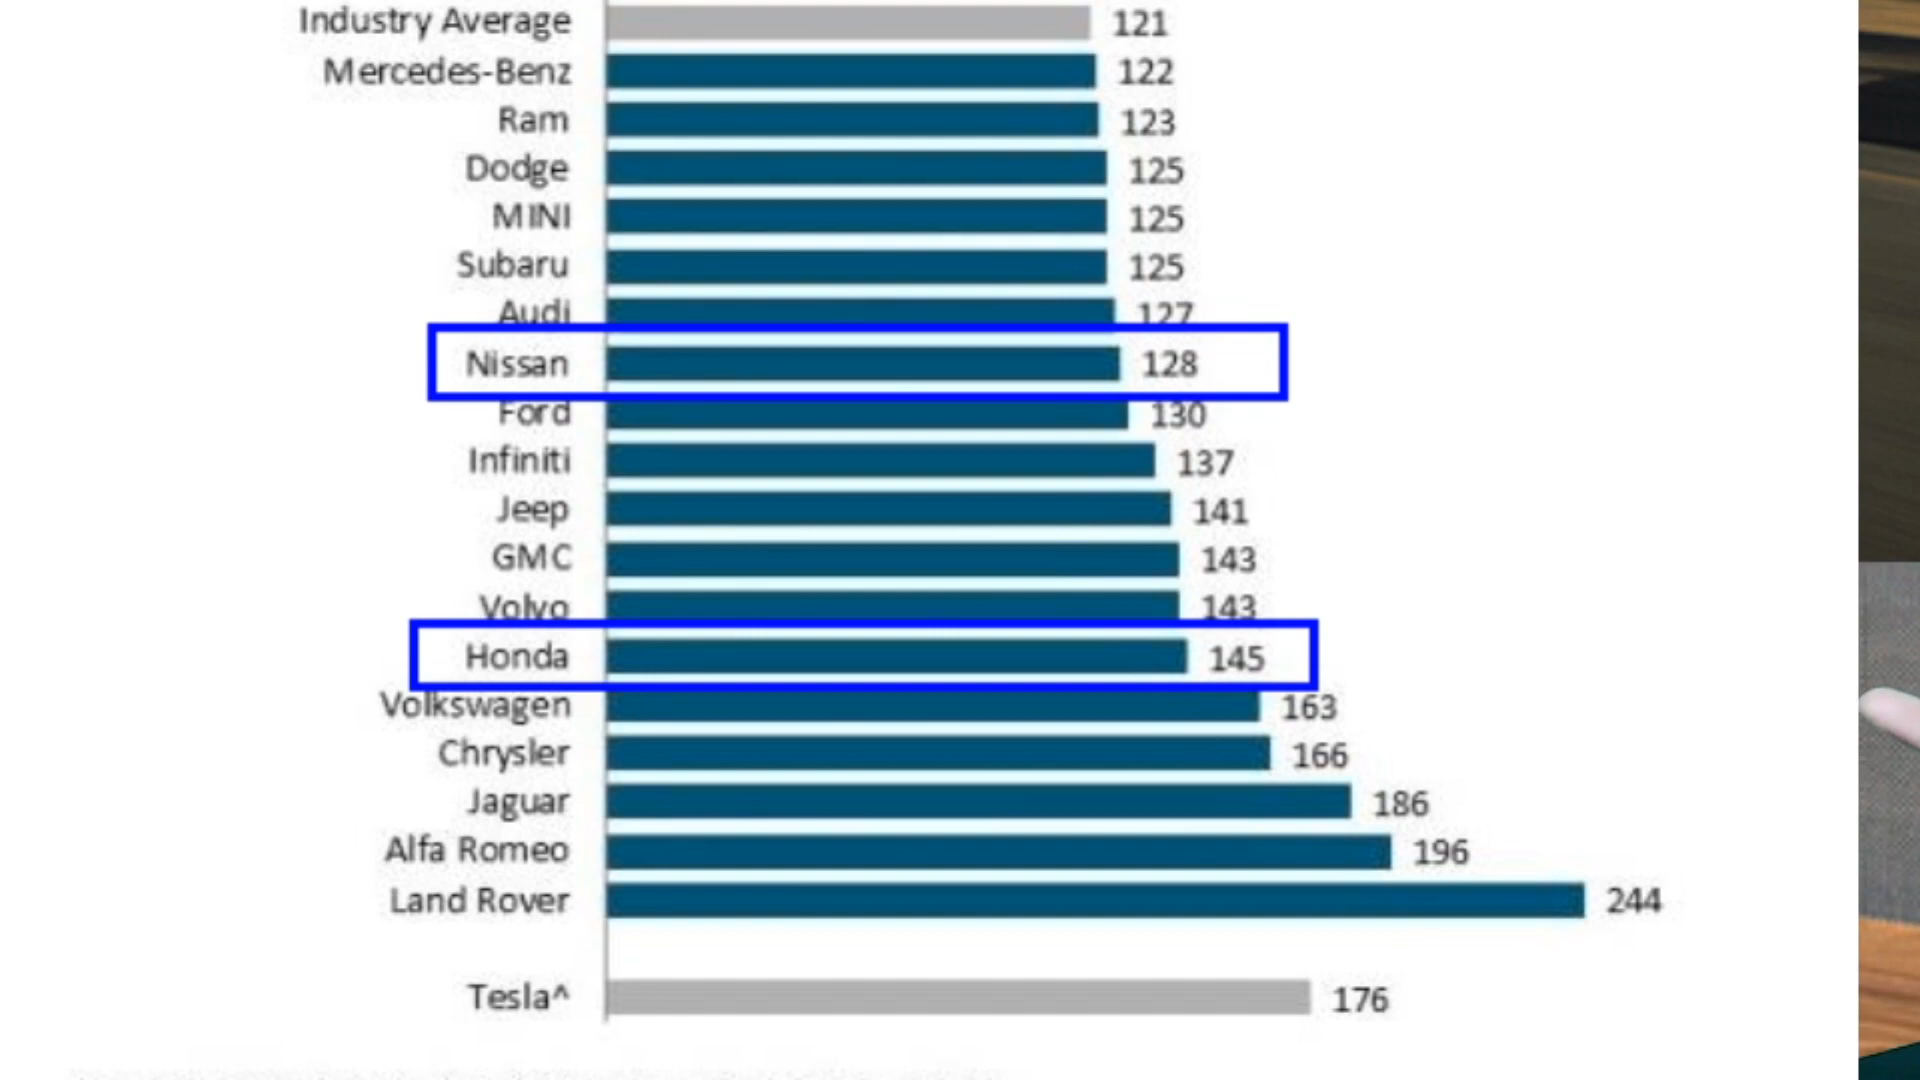 Industry Average 121
Mercedes-Benz 122
Ram 123
Dodge 125
MINI 125
Subaru 125
Audi 127
Nissan 128
Ford 130
Infiniti 137
Jeep 141
GMC 143
Volvo 143
Honda 145
Volkswagen 163
Chrysler 166
Jaguar 186
Alfa Romeo 196
Land Rover 244
Tesla^ 176